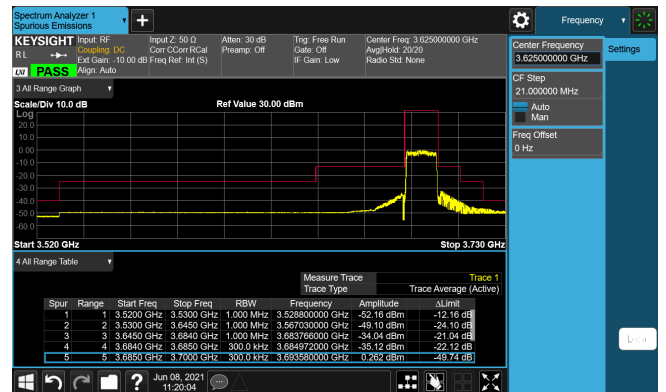 Spectrum Analyzer 1
Spurious Emissions
Frequency
KEYSIGHT Input: RF Input Z: 50 Ω Atten: 30 dB Trig: Free Run Center Freq: 3.625000000 GHz
RL Coupling: DC Corr CCorr RCal Preamp: Off Gate: Off Avg|Hold: 20/20
Ext Gain: -10.00 dB Freq Ref: Int (S) IF Gain: Low Radio Std: None
LXI PASS Align: Auto
Center Frequency
3.625000000 GHz
Settings
CF Step
21.000000 MHz
Auto
Man
Freq Offset
0 Hz
3 All Range Graph
Scale/Div 10.0 dB Ref Value 30.00 dBm
Log
20.0
10.0
0.00
-10.0
-20.0
-30.0
-40.0
-50.0
-60.0
Start 3.520 GHz Stop 3.730 GHz
4 All Range Table
Measure Trace Trace 1
Trace Type Trace Average (Active)
Spur Range Start Freq Stop Freq RBW Frequency Amplitude ΔLimit
1 1 3.5200 GHz 3.5300 GHz 1.000 MHz 3.528800000 GHz -52.16 dBm -12.16 dB
2 2 3.5300 GHz 3.6450 GHz 1.000 MHz 3.567030000 GHz -49.10 dBm -24.10 dB
3 3 3.6450 GHz 3.6840 GHz 1.000 MHz 3.683766000 GHz -34.04 dBm -21.04 dB
4 4 3.6840 GHz 3.6850 GHz 300.0 kHz 3.684972000 GHz -35.12 dBm -22.12 dB
5 5 3.6850 GHz 3.7000 GHz 300.0 kHz 3.693580000 GHz 0.262 dBm -49.74 dB
Jun 08, 2021
11:20:04
Local